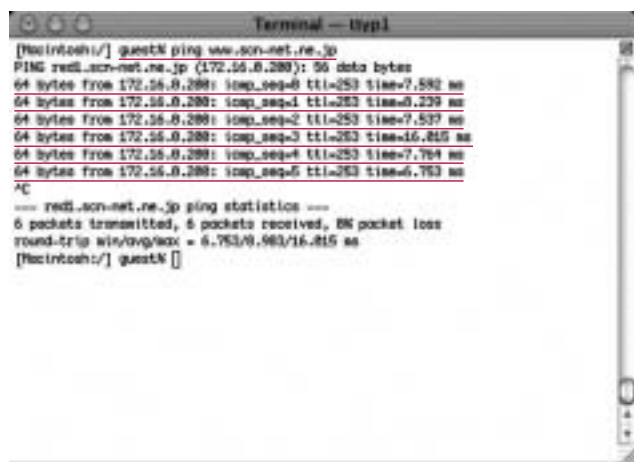 Terminal — ttyp1
[Macintosh:/] guest% ping www.scn-net.ne.jp
PING red1.scn-net.ne.jp (172.16.0.200): 56 data bytes
64 bytes from 172.16.0.200: icmp_seq=0 ttl=253 time=7.592 ms
64 bytes from 172.16.0.200: icmp_seq=1 ttl=253 time=8.239 ms
64 bytes from 172.16.0.200: icmp_seq=2 ttl=253 time=7.537 ms
64 bytes from 172.16.0.200: icmp_seq=3 ttl=253 time=16.015 ms
64 bytes from 172.16.0.200: icmp_seq=4 ttl=253 time=7.764 ms
64 bytes from 172.16.0.200: icmp_seq=5 ttl=253 time=6.753 ms
^C
--- red1.scn-net.ne.jp ping statistics ---
6 packets transmitted, 6 packets received, 0% packet loss
round-trip min/avg/max = 6.753/8.983/16.015 ms
[Macintosh:/] guest%